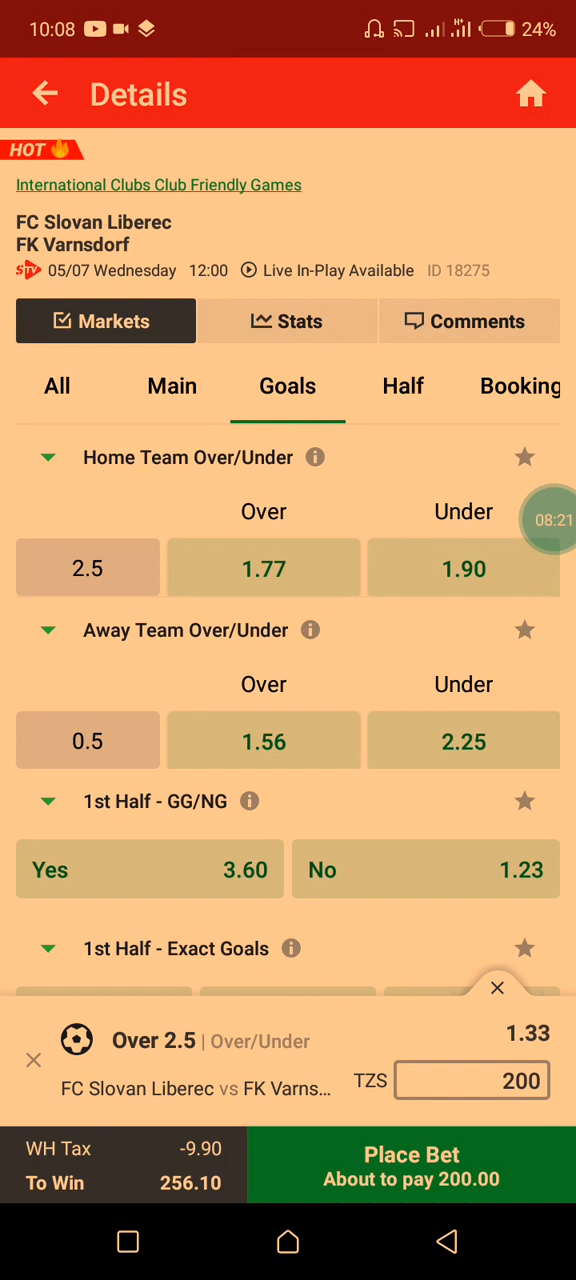 10:08 24%
Details
HOT
International Clubs Club Friendly Games
FC Slovan Liberec
FK Varnsdorf
STV 05/07 Wednesday 12:00 Live In-Play Available ID 18275
Markets Stats Comments
All Main Goals Half Booking
Home Team Over/Under
Over Under
08:21
2.5 1.77 1.90
Away Team Over/Under
Over Under
0.5 1.56 2.25
1st Half - GG/NG
Yes 3.60 No 1.23
1st Half - Exact Goals
Over 2.5 | Over/Under 1.33
FC Slovan Liberec vs FK Varns... TZS 200
WH Tax -9.90
To Win 256.10
Place Bet
About to pay 200.00